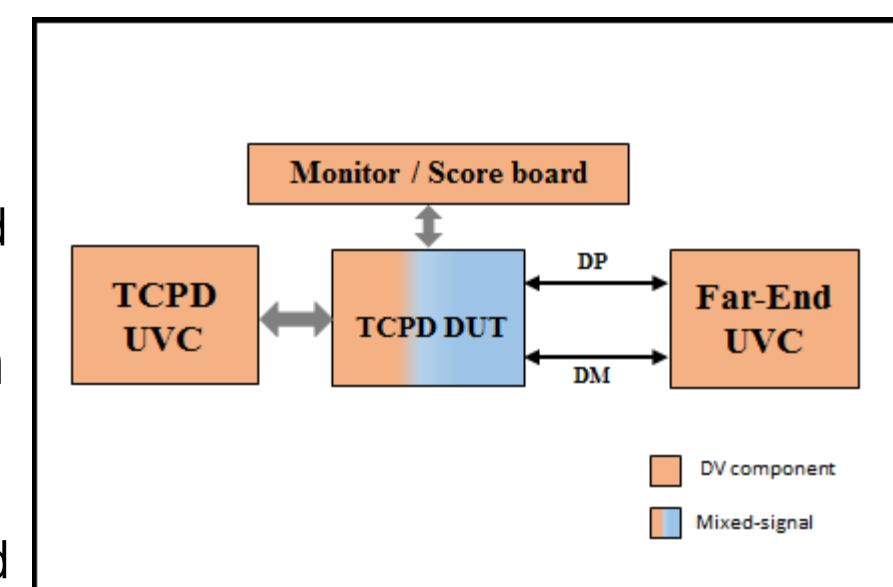 Monitor / Score board
TCPD
UVC
TCPD DUT
DP
DM
Far-End
UVC
DV component
Mixed-signal